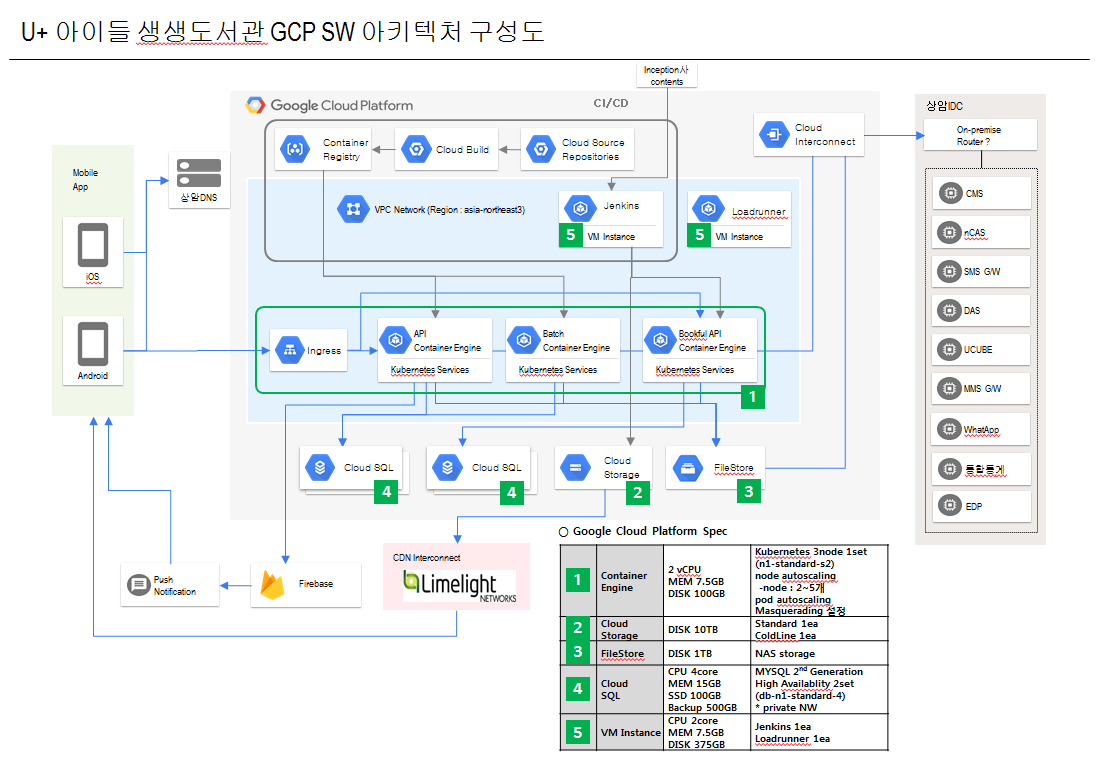 U+ 아이들 생생도서관 GCP SW 아키텍처 구성도
Inception사
contents
Google Cloud Platform
CI/CD
상암IDC
Container
Registry
Cloud Build
Cloud Source
Repositories
Cloud
Interconnect
On-premise
Router ?
Mobile
App
상암DNS
VPC Network (Region : asia-northeast3)
Jenkins
5
VM Instance
Loadrunner
5
VM Instance
CMS
nCAS
SMS G/W
DAS
UCUBE
MMS G/W
WhatApp
통합통계
EDP
iOS
Android
Ingress
API
Container Engine
Kubernetes Services
Batch
Container Engine
Kubernetes Services
Bookful API
Container Engine
Kubernetes Services
1
Cloud SQL
4
Cloud SQL
4
Cloud
Storage
2
FileStore
3
Push
Notification
Firebase
CDN Interconnect
Limelight
NETWORKS
○ Google Cloud Platform Spec
1
Container
Engine
2 vCPU
MEM 7.5GB
DISK 100GB
Kubernetes 3node 1set
(n1-standard-s2)
node autoscaling
-node : 2~5개
pod autoscaling
Masquerading 설정
2
Cloud
Storage
DISK 10TB
Standard 1ea
ColdLine 1ea
3
FileStore
DISK 1TB
NAS storage
4
Cloud
SQL
CPU 4core
MEM 15GB
SSD 100GB
Backup 500GB
MYSQL 2nd Generation
High Availablity 2set
(db-n1-standard-4)
* private NW
5
VM Instance
CPU 2core
MEM 7.5GB
DISK 375GB
Jenkins 1ea
Loadrunner 1ea